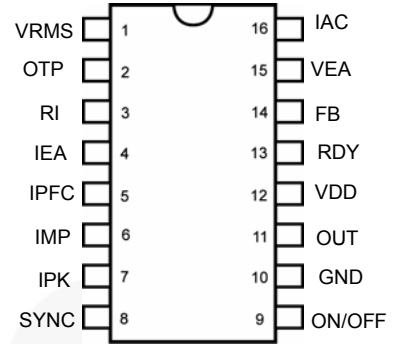 VRMS 1 16 IAC
OTP 2 15 VEA
RI 3 14 FB
IEA 4 13 RDY
IPFC 5 12 VDD
IMP 6 11 OUT
IPK 7 10 GND
SYNC 8 9 ON/OFF